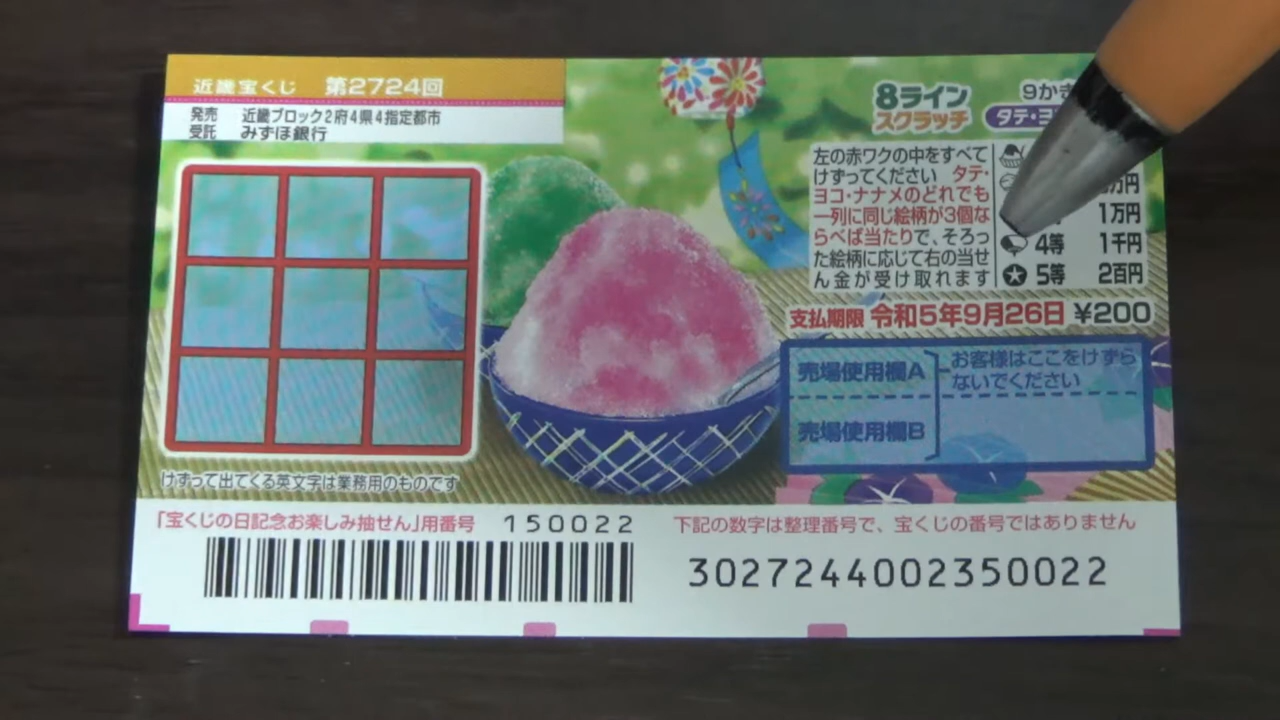 近畿宝くじ 第2724回
発売 近畿ブロック2府4県4指定都市
受託 みずほ銀行
8ライン
スクラッチ
9かき
タテ・ヨ
左の赤ワクの中をすべて
けずってください タテ・
ヨコ・ナナメのどれでも
一列に同じ絵柄が3個な
らべば当たりで、そろっ
た絵柄に応じて右の当せ
ん金が受け取れます
万円
1万円
4等 1千円
5等 2百円
支払期限 令和5年9月26日 ¥200
売場使用欄A
売場使用欄B
お客様はここをけずら
ないでください
けずって出てくる英文字は業務用のものです
「宝くじの日記念お楽しみ抽せん」用番号 150022
下記の数字は整理番号で、宝くじの番号ではありません
3027244002350022